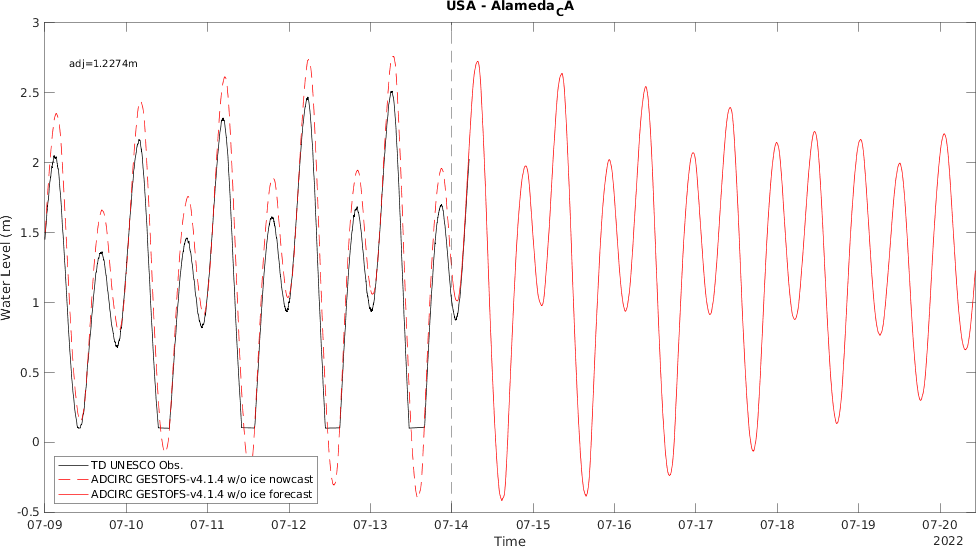 USA - AlamedaCA
3
adj=1.2274m
2.5
2
1.5
1
0.5
0
-0.5
Water Level (m)
TD UNESCO Obs.
ADCIRC GESTOFS-v4.1.4 w/o ice nowcast
ADCIRC GESTOFS-v4.1.4 w/o ice forecast
07-09 07-10 07-11 07-12 07-13 07-14 07-15 07-16 07-17 07-18 07-19 07-20
Time
2022